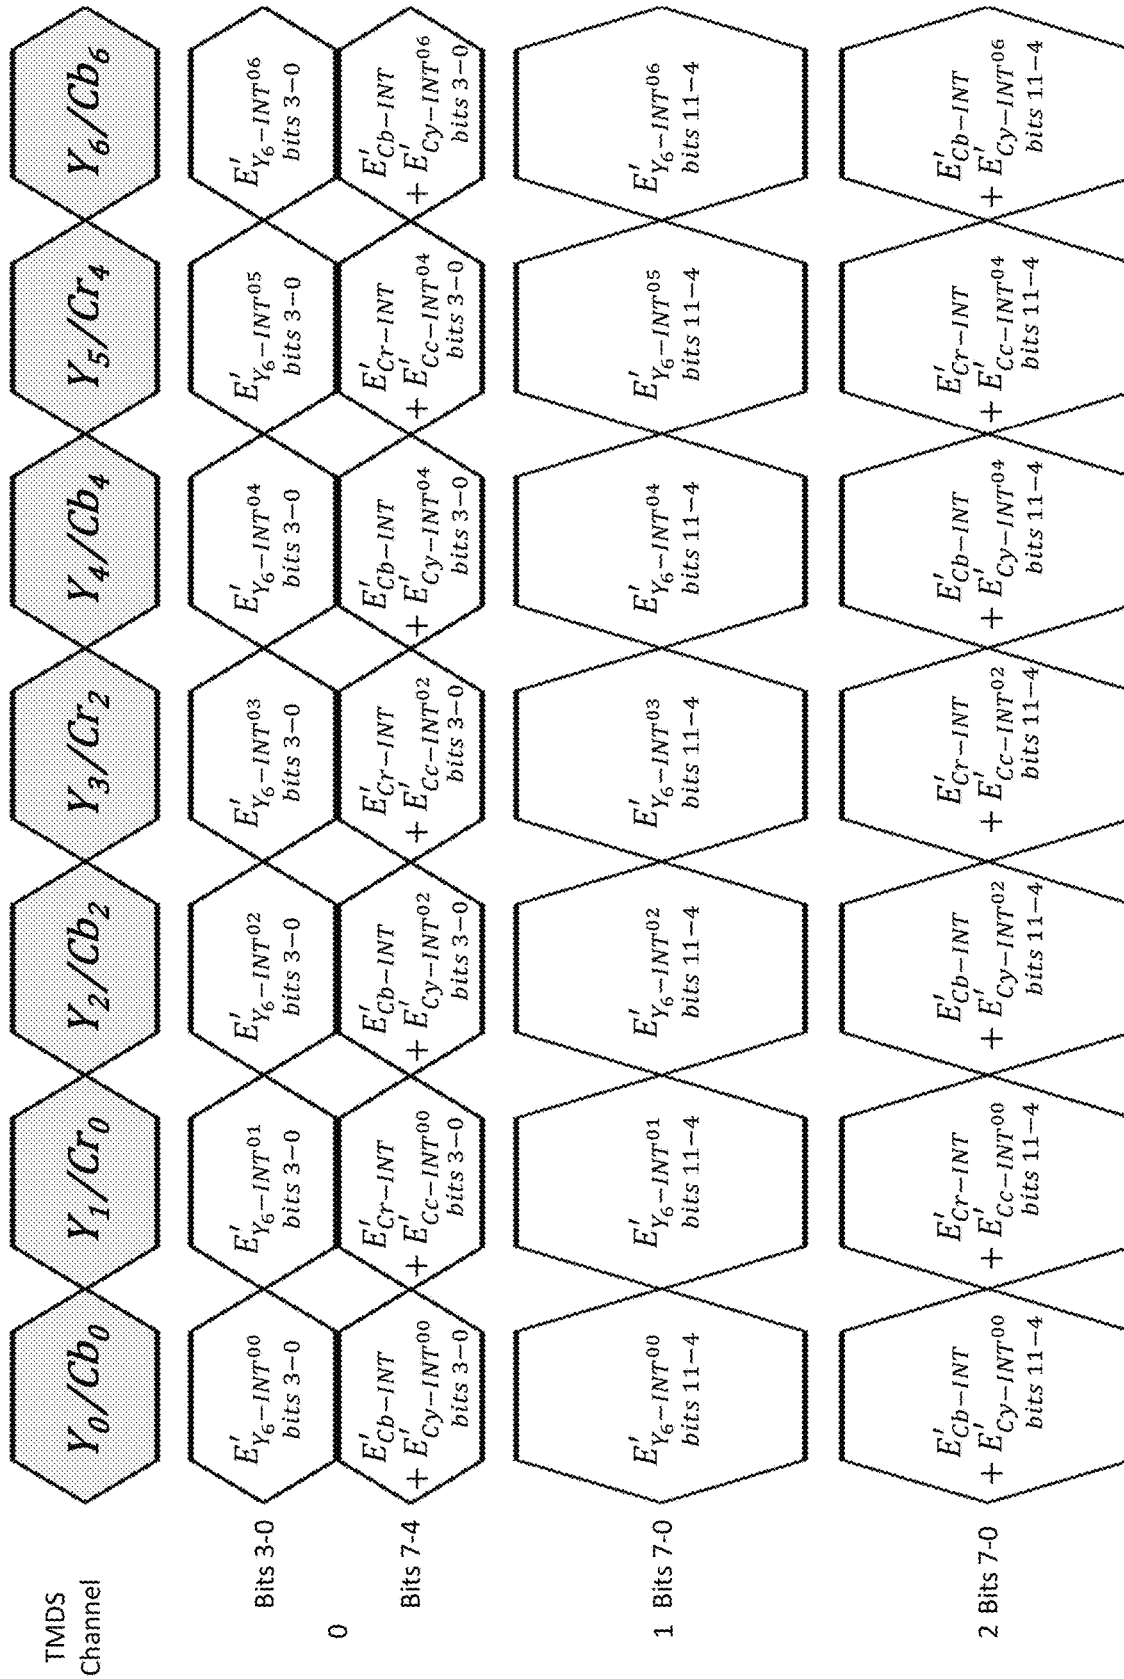 TMDS
Channel
Y₀/Cb₀
Y₁/Cr₀
Y₂/Cb₂
Y₃/Cr₂
Y₄/Cb₄
Y₅/Cr₄
Y₆/Cb₆
0
Bits 3-0
E′Y₆−INT⁰⁰
bits 3−0
E′Y₆−INT⁰¹
bits 3−0
E′Y₆−INT⁰²
bits 3−0
E′Y₆−INT⁰³
bits 3−0
E′Y₆−INT⁰⁴
bits 3−0
E′Y₆−INT⁰⁵
bits 3−0
E′Y₆−INT⁰⁶
bits 3−0
Bits 7-4
E′Cb−INT
+ E′Cy−INT⁰⁰
bits 3−0
E′Cr−INT
+ E′Cc−INT⁰⁰
bits 3−0
E′Cb−INT
+ E′Cy−INT⁰²
bits 3−0
E′Cr−INT
+ E′Cc−INT⁰²
bits 3−0
E′Cb−INT
+ E′Cy−INT⁰⁴
bits 3−0
E′Cr−INT
+ E′Cc−INT⁰⁴
bits 3−0
E′Cb−INT
+ E′Cy−INT⁰⁶
bits 3−0
1 Bits 7-0
E′Y₆−INT⁰⁰
bits 11−4
E′Y₆−INT⁰¹
bits 11−4
E′Y₆−INT⁰²
bits 11−4
E′Y₆−INT⁰³
bits 11−4
E′Y₆−INT⁰⁴
bits 11−4
E′Y₆−INT⁰⁵
bits 11−4
E′Y₆−INT⁰⁶
bits 11−4
2 Bits 7-0
E′Cb−INT
+ E′Cy−INT⁰⁰
bits 11−4
E′Cr−INT
+ E′Cc−INT⁰⁰
bits 11−4
E′Cb−INT
+ E′Cy−INT⁰²
bits 11−4
E′Cr−INT
+ E′Cc−INT⁰²
bits 11−4
E′Cb−INT
+ E′Cy−INT⁰⁴
bits 11−4
E′Cr−INT
+ E′Cc−INT⁰⁴
bits 11−4
E′Cb−INT
+ E′Cy−INT⁰⁶
bits 11−4